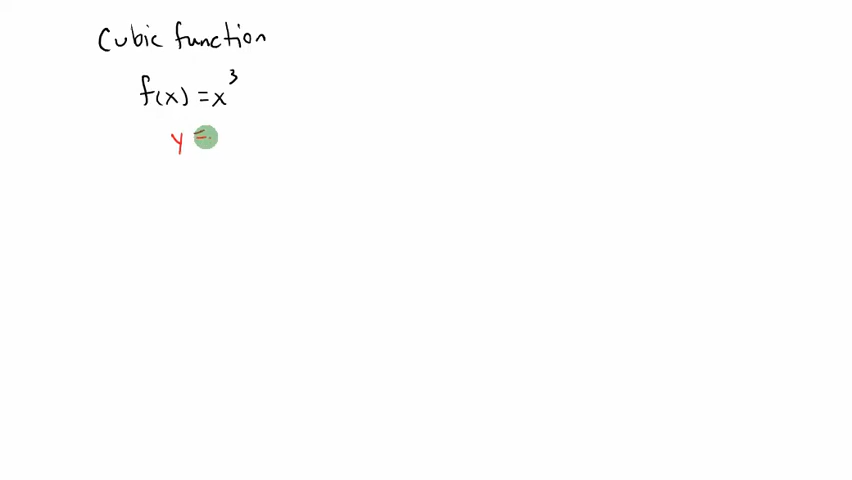 Cubic function
f(x) = x³
y =